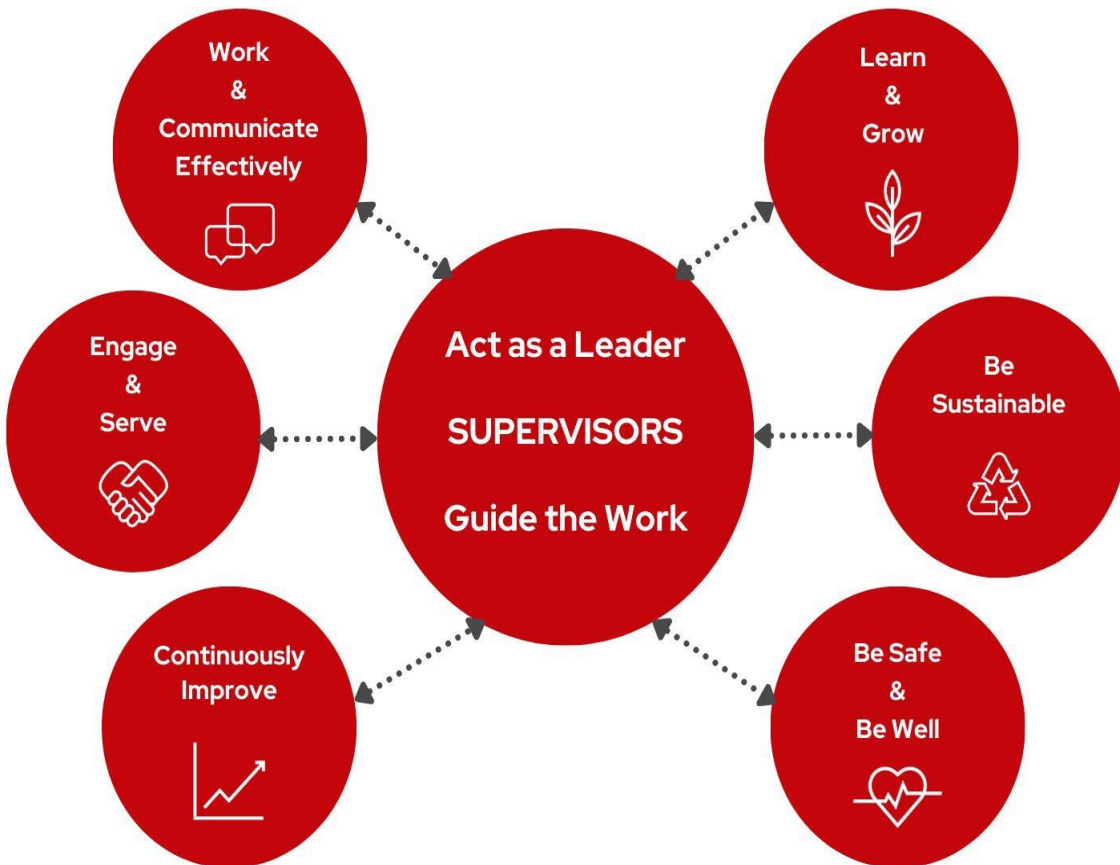 Work
&
Communicate
Effectively
Learn
&
Grow
Engage
&
Serve
Act as a Leader
SUPERVISORS
Guide the Work
Be
Sustainable
Continuously
Improve
Be Safe
&
Be Well